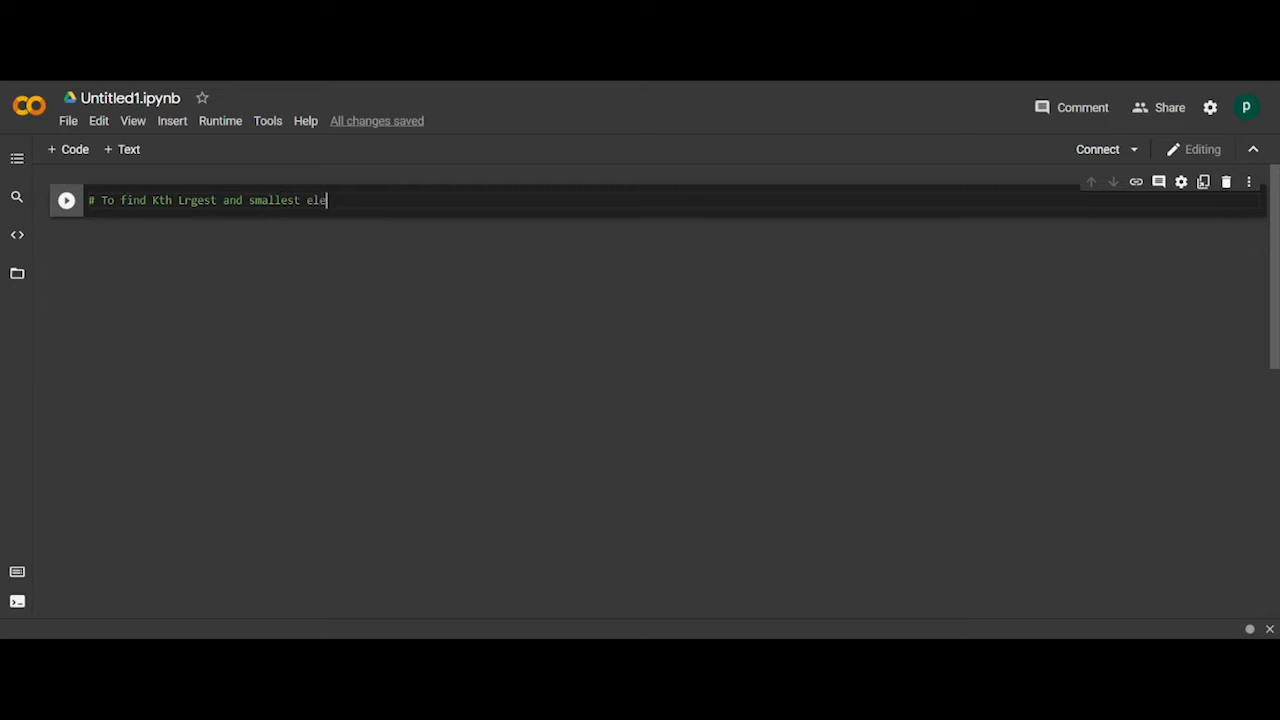 Untitled1.ipynb
File Edit View Insert Runtime Tools Help All changes saved
Comment Share p
+ Code + Text
Connect Editing
# To find Kth Lrgest and smallest ele